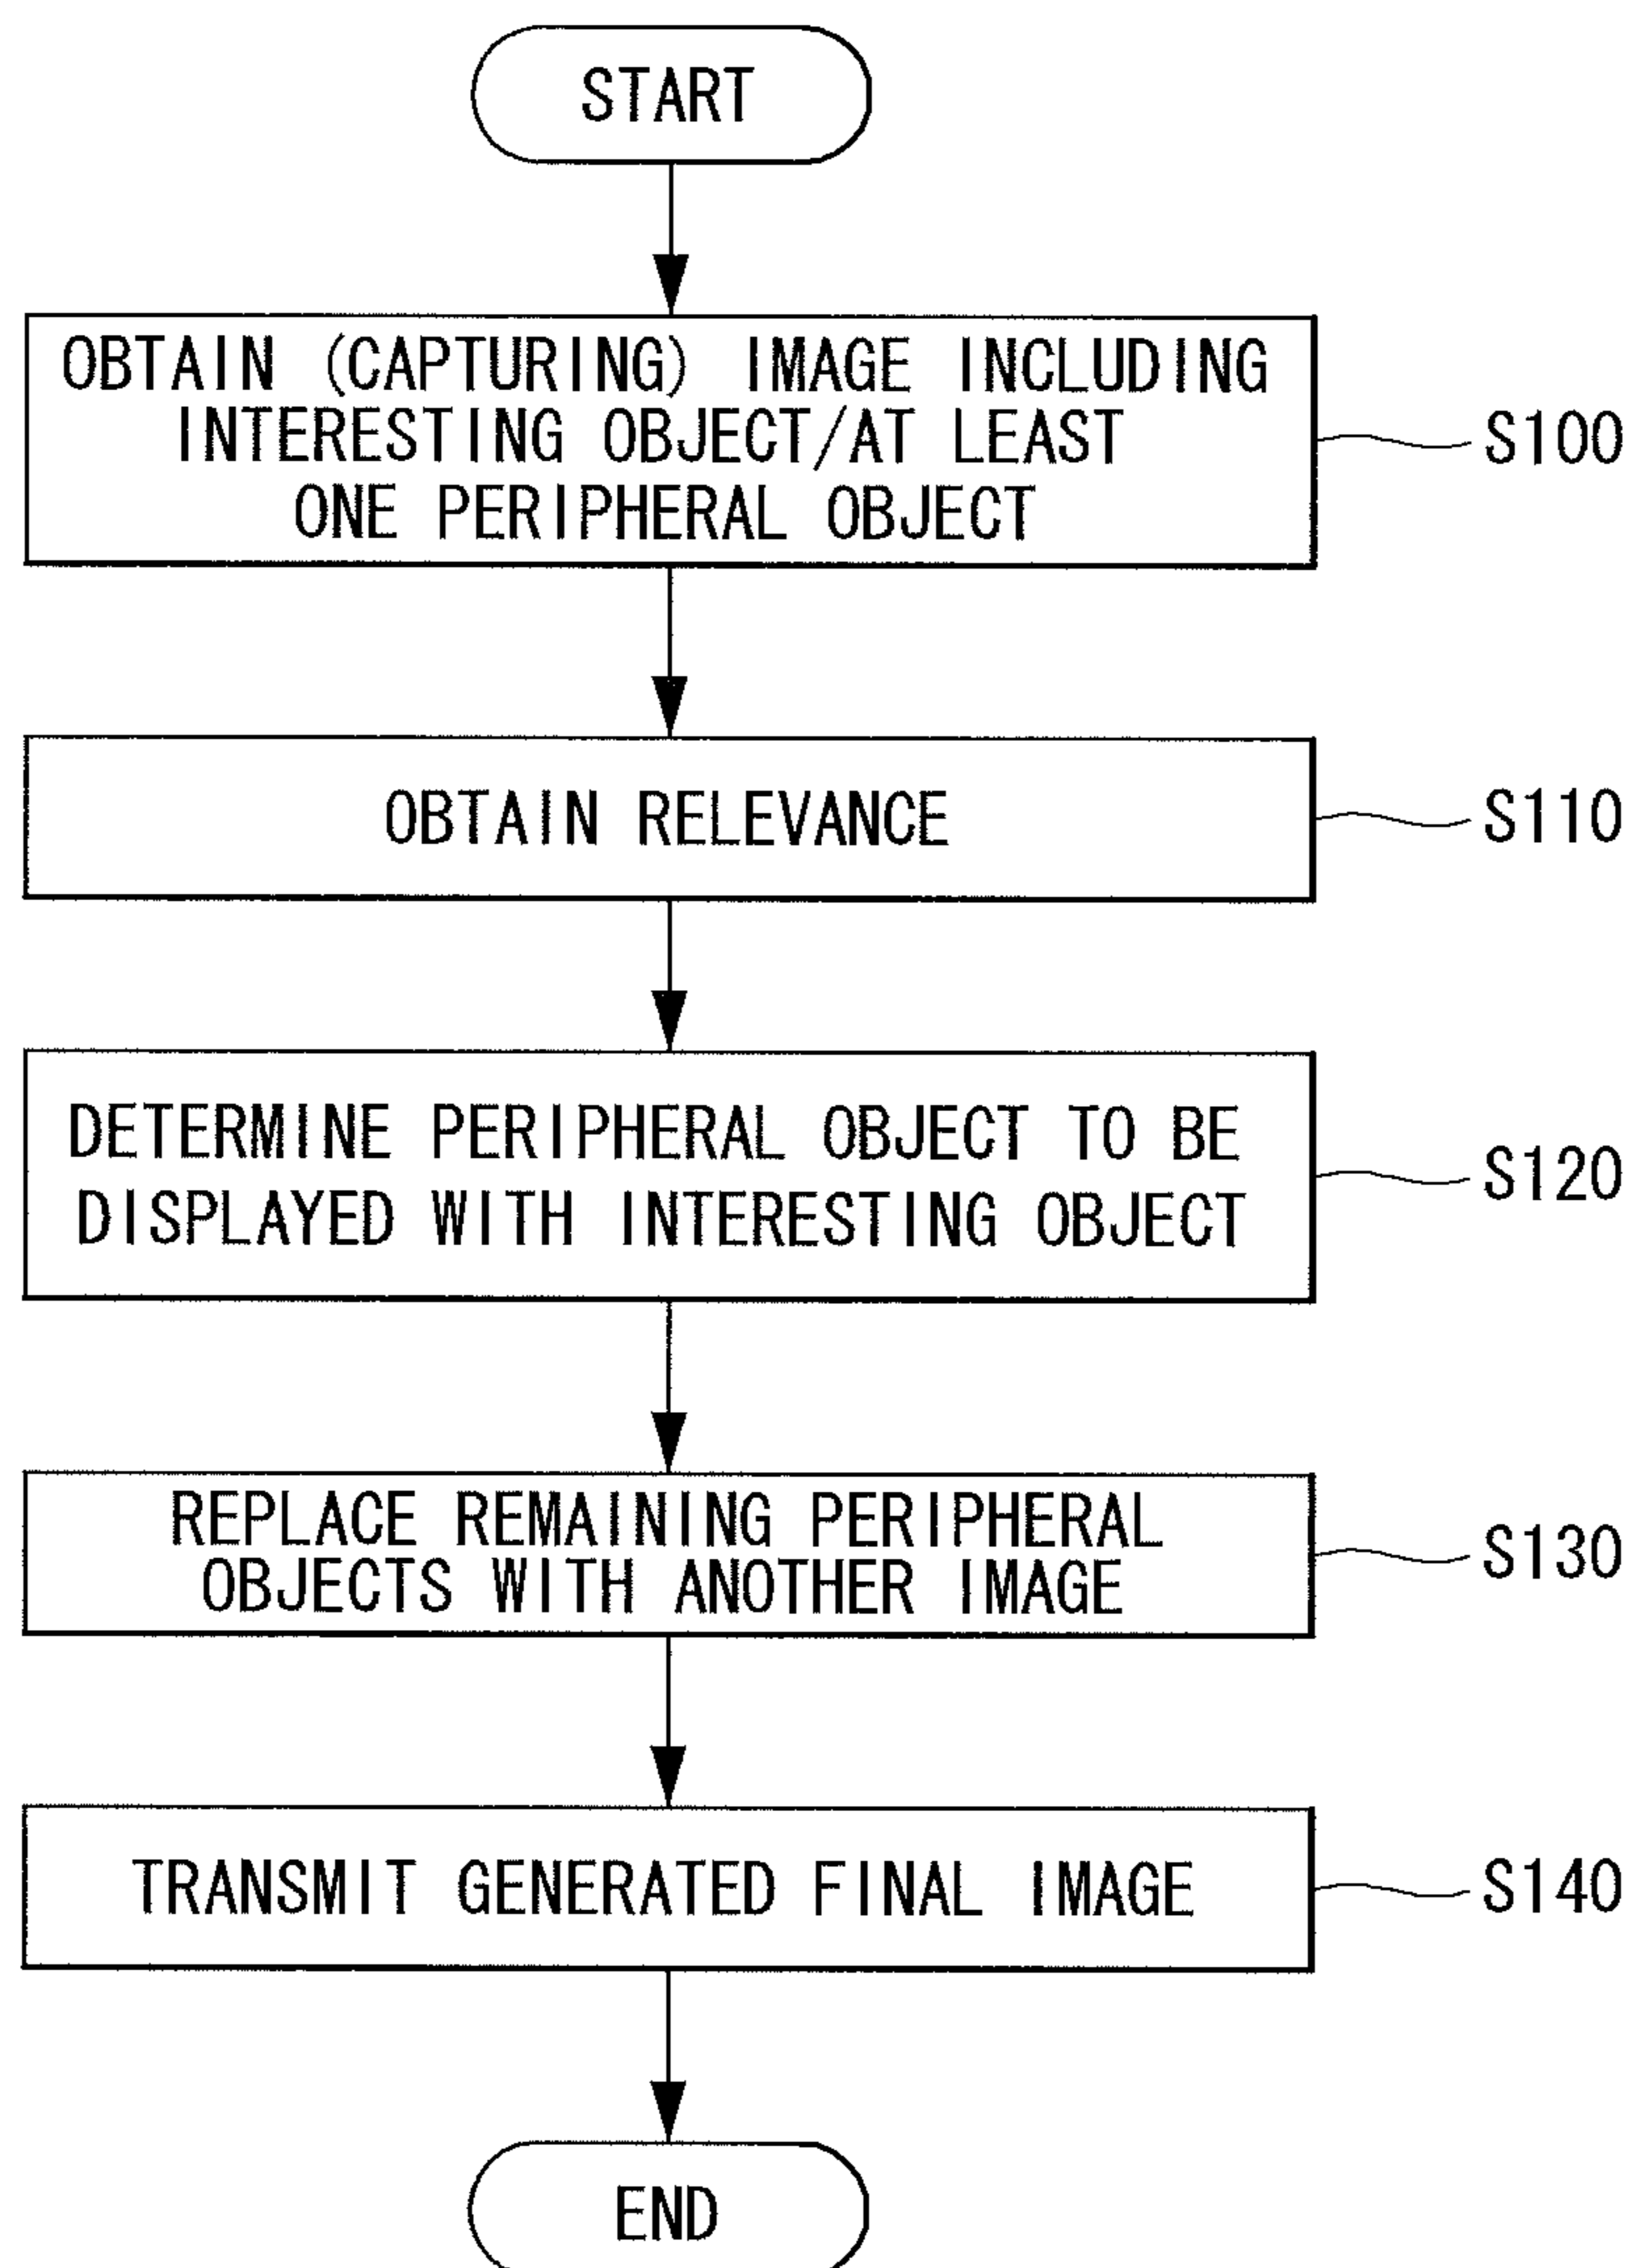 START
OBTAIN (CAPTURING) IMAGE INCLUDING
INTERESTING OBJECT/AT LEAST
ONE PERIPHERAL OBJECT
S100
OBTAIN RELEVANCE
S110
DETERMINE PERIPHERAL OBJECT TO BE
DISPLAYED WITH INTERESTING OBJECT
S120
REPLACE REMAINING PERIPHERAL
OBJECTS WITH ANOTHER IMAGE
S130
TRANSMIT GENERATED FINAL IMAGE
S140
END